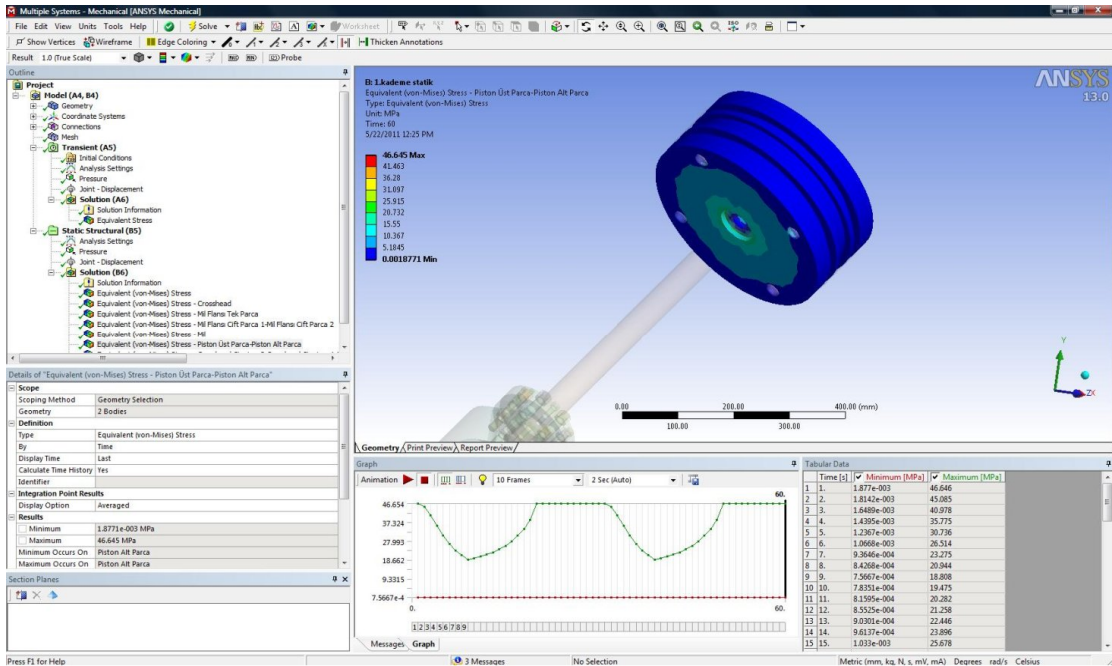 Multiple Systems - Mechanical [ANSYS Mechanical]
File Edit View Units Tools Help Solve Worksheet
Show Vertices Wireframe Edge Coloring Thicken Annotations
Result 1.0 (True Scale) Probe
Outline
Project
Model (A4, B4)
Geometry
Coordinate Systems
Connections
Mesh
Transient (A5)
Initial Conditions
Analysis Settings
Pressure
Joint - Displacement
Solution (A6)
Solution Information
Equivalent Stress
Static Structural (B5)
Analysis Settings
Pressure
Joint - Displacement
Solution (B6)
Solution Information
Equivalent (von-Mises) Stress
Equivalent (von-Mises) Stress - Crosshead
Equivalent (von-Mises) Stress - Mil Flansı Tek Parca
Equivalent (von-Mises) Stress - Mil Flansı Cift Parca 1-Mil Flansı Cift Parca 2
Equivalent (von-Mises) Stress - Mil
Equivalent (von-Mises) Stress - Piston Üst Parca-Piston Alt Parca
Details of "Equivalent (von-Mises) Stress - Piston Üst Parca-Piston Alt Parca"
Scope
Scoping Method Geometry Selection
Geometry 2 Bodies
Definition
Type Equivalent (von-Mises) Stress
By Time
Display Time Last
Calculate Time History Yes
Identifier
Integration Point Results
Display Option Averaged
Results
Minimum 1.8771e-003 MPa
Maximum 46.645 MPa
Minimum Occurs On Piston Alt Parca
Maximum Occurs On Piston Alt Parca
Section Planes
B: 1.kademe statik
Equivalent (von-Mises) Stress - Piston Üst Parca-Piston Alt Parca
Type: Equivalent (von-Mises) Stress
Unit: MPa
Time: 60
5/22/2011 12:25 PM
46.645 Max
41.463
36.28
31.097
25.915
20.732
15.55
10.367
5.1845
0.0018771 Min
ANSYS
13.0
Y
ZX
0.00 200.00 400.00 (mm)
100.00 300.00
Geometry Print Preview Report Preview
Graph
Animation 10 Frames 2 Sec (Auto)
60.
46.654
37.324
27.993
18.662
9.3315
7.5667e-4
0. 60.
1 2 3 4 5 6 7 8 9
Messages Graph
Tabular Data
Time [s] Minimum [MPa] Maximum [MPa]
1 1. 1.877e-003 46.646
2 2. 1.8142e-003 45.085
3 3. 1.6489e-003 40.978
4 4. 1.4395e-003 35.775
5 5. 1.2367e-003 30.736
6 6. 1.0668e-003 26.514
7 7. 9.3646e-004 23.275
8 8. 8.4268e-004 20.944
9 9. 7.5667e-004 18.808
10 10. 7.8351e-004 19.475
11 11. 8.1595e-004 20.282
12 12. 8.5525e-004 21.258
13 13. 9.0301e-004 22.446
14 14. 9.6137e-004 23.896
15 15. 1.033e-003 25.678
Press F1 for Help 3 Messages No Selection Metric (mm, kg, N, s, mV, mA) Degrees rad/s Celsius